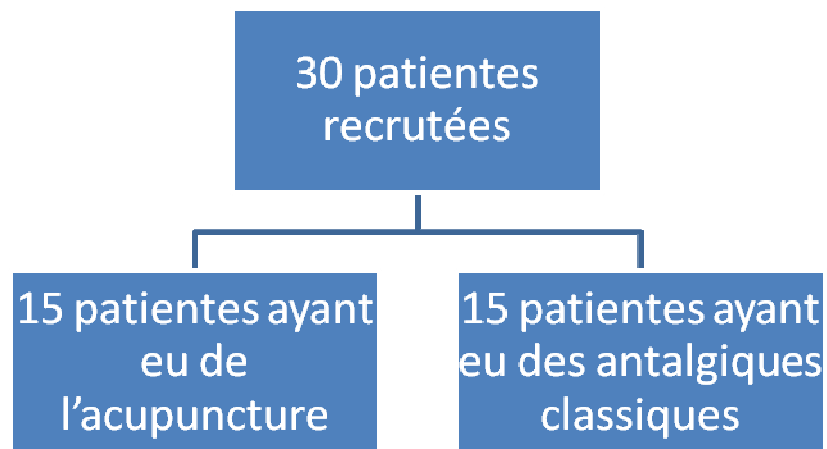 30 patientes
recrutées
15 patientes ayant
eu de
l’acupuncture
15 patientes ayant
eu des antalgiques
classiques